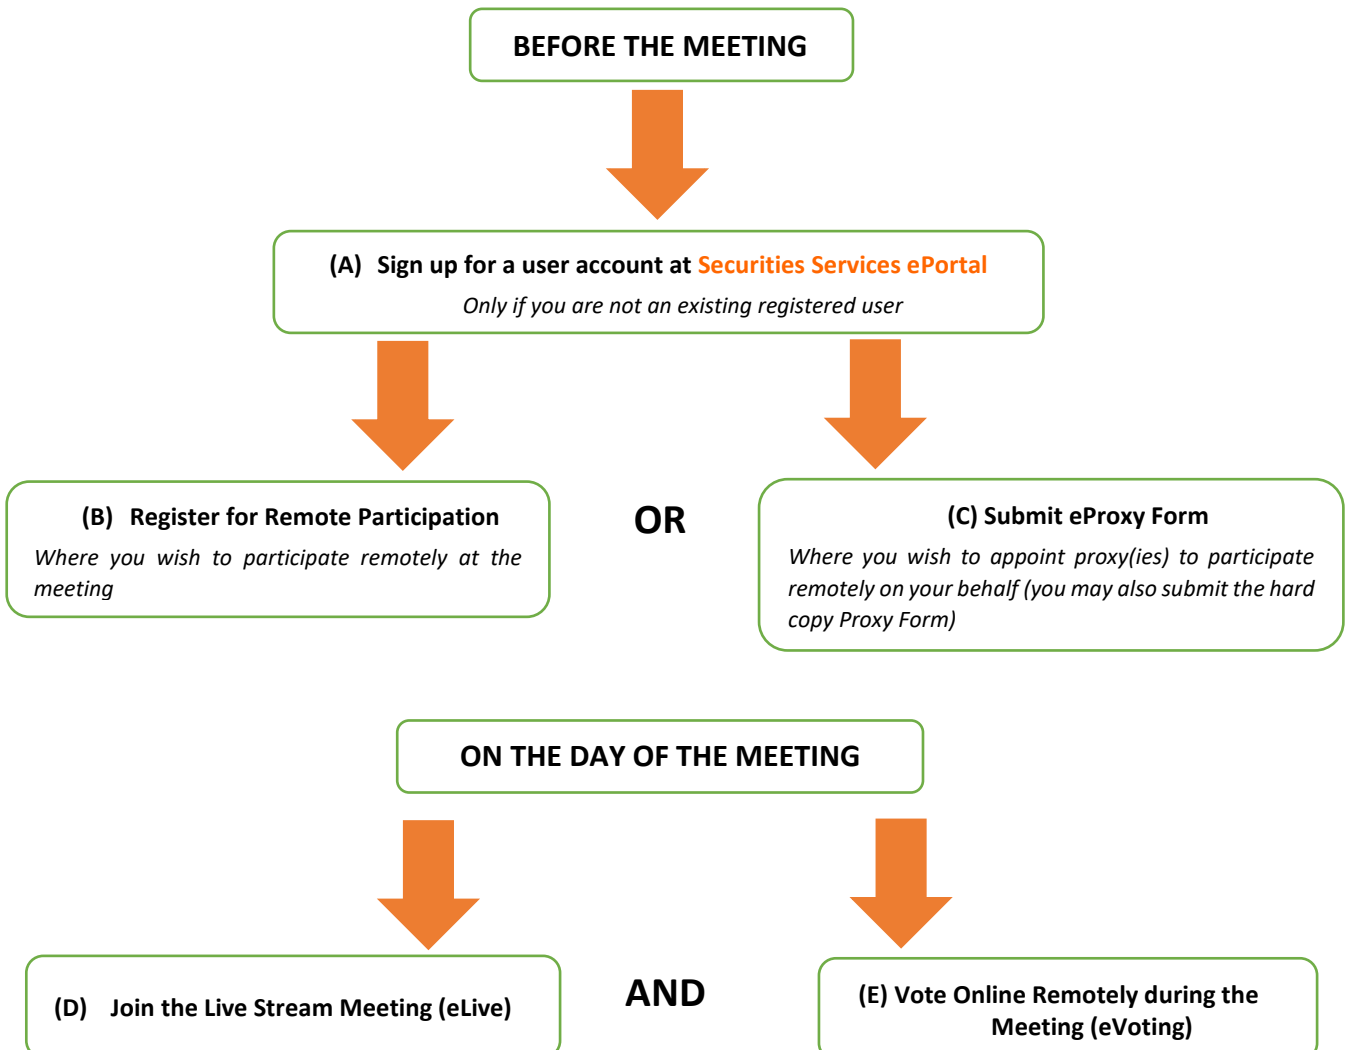 BEFORE THE MEETING
(A) Sign up for a user account at Securities Services ePortal
Only if you are not an existing registered user
(B) Register for Remote Participation
Where you wish to participate remotely at the
meeting
OR
(C) Submit eProxy Form
Where you wish to appoint proxy(ies) to participate
remotely on your behalf (you may also submit the hard
copy Proxy Form)
ON THE DAY OF THE MEETING
(D) Join the Live Stream Meeting (eLive)
AND
(E) Vote Online Remotely during the
Meeting (eVoting)